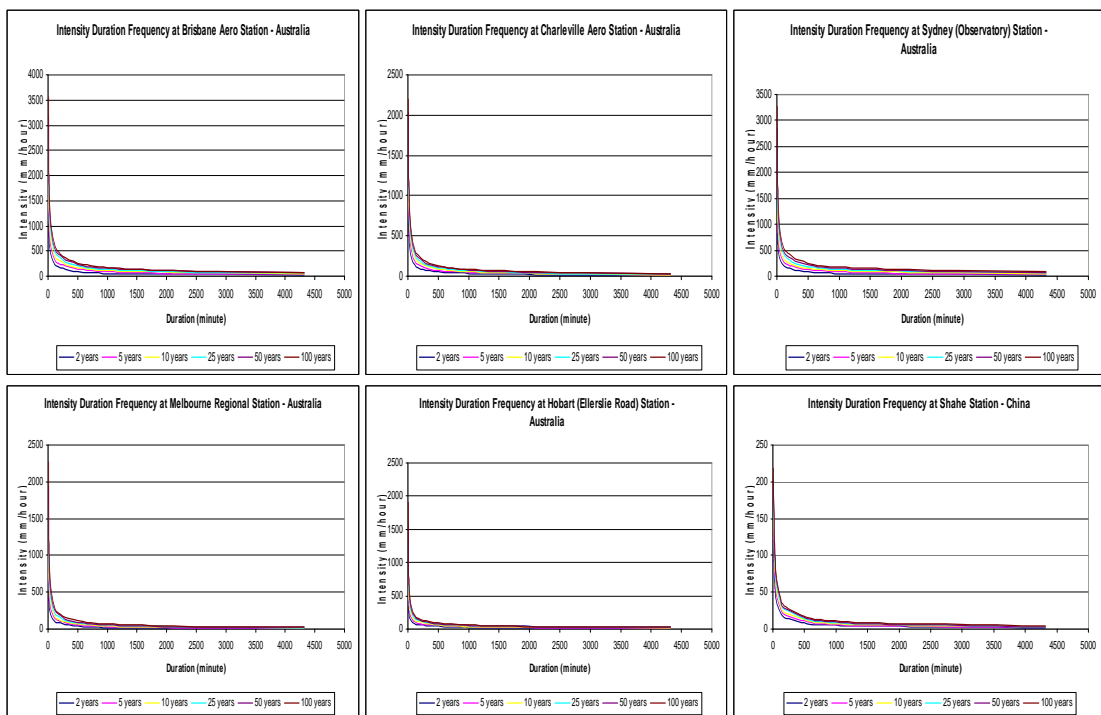 Intensity Duration Frequency at Brisbane Aero Station - Australia
Intensity (mm/hour)
4000
3500
3000
2500
2000
1500
1000
500
0
0 500 1000 1500 2000 2500 3000 3500 4000 4500 5000
Duration (minute)
2 years 5 years 10 years 25 years 50 years 100 years
Intensity Duration Frequency at Charleville Aero Station - Australia
Intensity (mm/hour)
2500
2000
1500
1000
500
0
0 500 1000 1500 2000 2500 3000 3500 4000 4500 5000
Duration (minute)
2 years 5 years 10 years 25 years 50 years 100 years
Intensity Duration Frequency at Sydney (Observatory) Station -
Australia
Intensity (mm/hour)
3500
3000
2500
2000
1500
1000
500
0
0 500 1000 1500 2000 2500 3000 3500 4000 4500 5000
Duration (minute)
2 years 5 years 10 years 25 years 50 years 100 years
Intensity Duration Frequency at Melbourne Regional Station - Australia
Intensity (mm/hour)
2500
2000
1500
1000
500
0
0 500 1000 1500 2000 2500 3000 3500 4000 4500 5000
Duration (minute)
2 years 5 years 10 years 25 years 50 years 100 years
Intensity Duration Frequency at Hobart (Ellerslie Road) Station -
Australia
Intensity (mm/hour)
2500
2000
1500
1000
500
0
0 500 1000 1500 2000 2500 3000 3500 4000 4500 5000
Duration (minute)
2 years 5 years 10 years 25 years 50 years 100 years
Intensity Duration Frequency at Shahe Station - China
Intensity (mm/hour)
250
200
150
100
50
0
0 500 1000 1500 2000 2500 3000 3500 4000 4500 5000
Duration (minute)
2 years 5 years 10 years 25 years 50 years 100 years